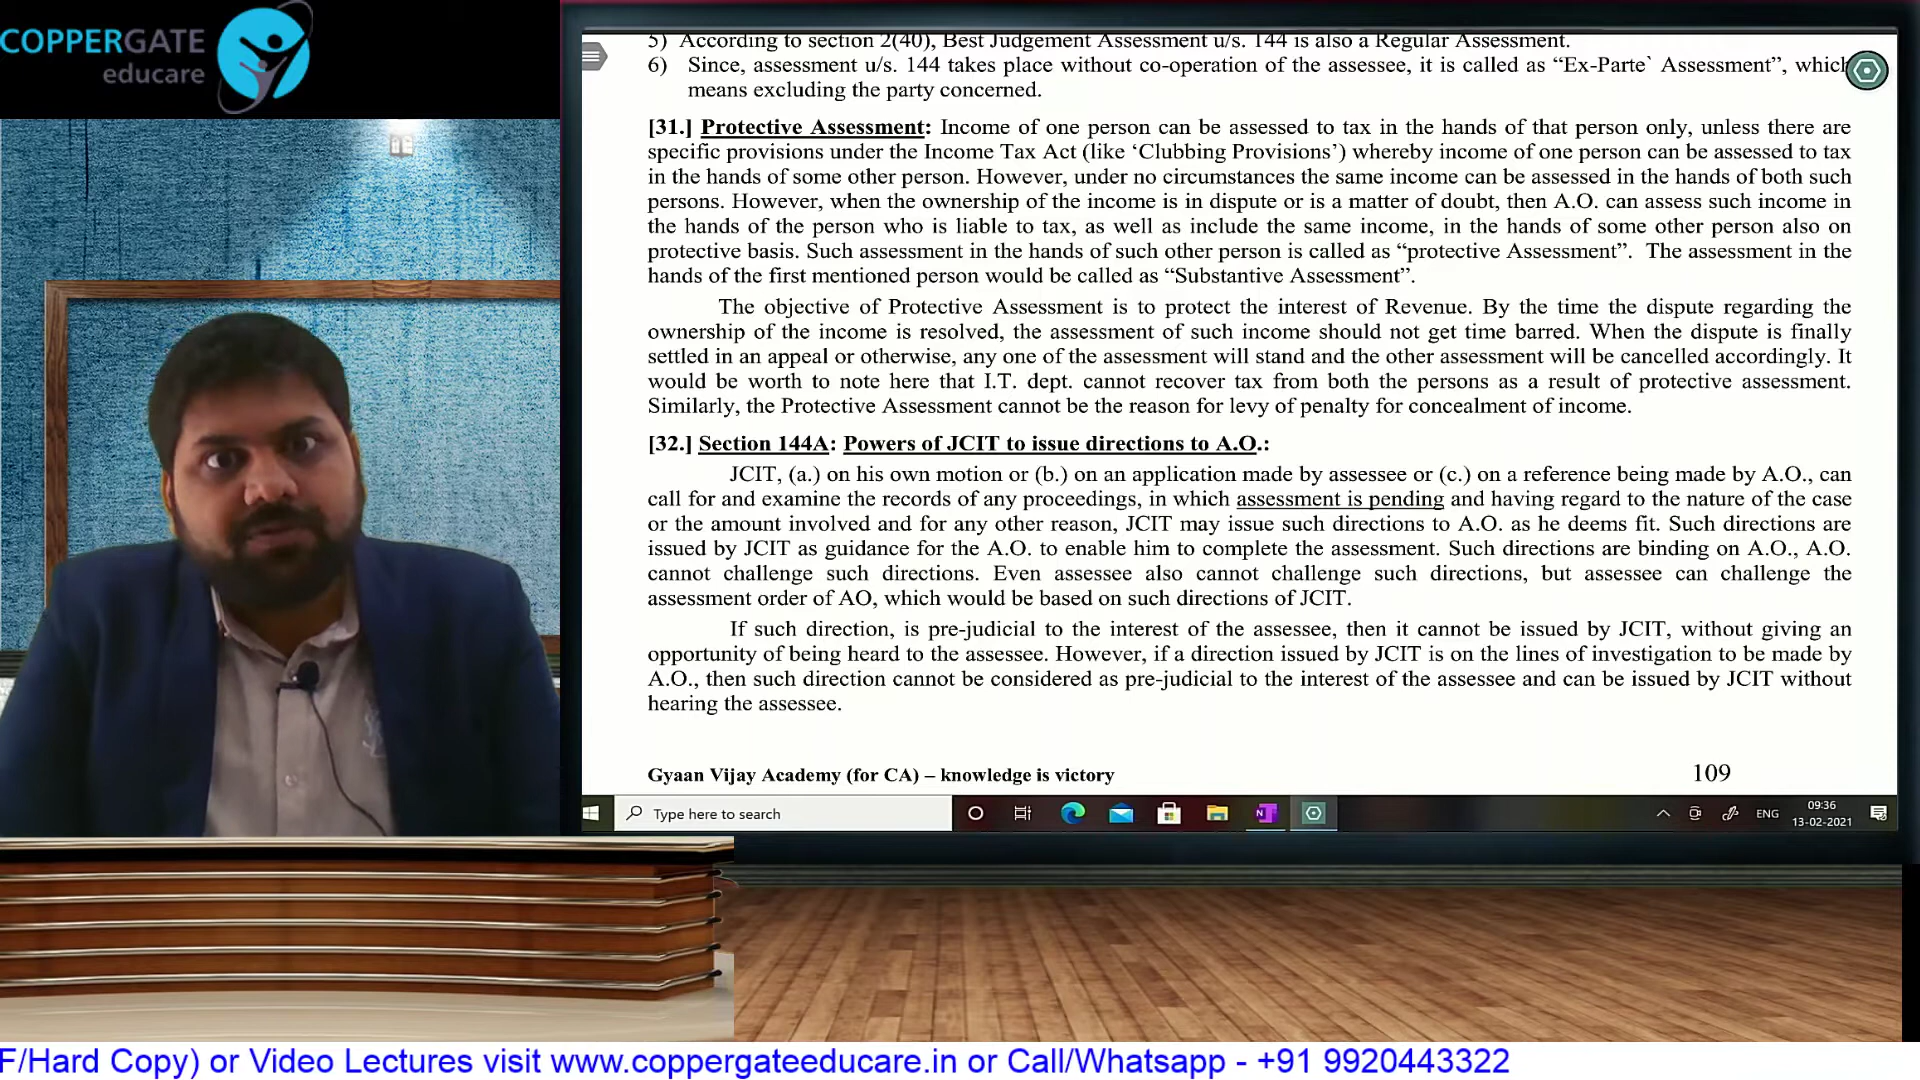 COPPERGATE
educare
5) According to section 2(40), Best Judgement Assessment u/s. 144 is also a Regular Assessment.
6) Since, assessment u/s. 144 takes place without co-operation of the assessee, it is called as “Ex-Parte` Assessment”, which
means excluding the party concerned.
[31.] Protective Assessment: Income of one person can be assessed to tax in the hands of that person only, unless there are
specific provisions under the Income Tax Act (like ‘Clubbing Provisions’) whereby income of one person can be assessed to tax
in the hands of some other person. However, under no circumstances the same income can be assessed in the hands of both such
persons. However, when the ownership of the income is in dispute or is a matter of doubt, then A.O. can assess such income in
the hands of the person who is liable to tax, as well as include the same income, in the hands of some other person also on
protective basis. Such assessment in the hands of such other person is called as “protective Assessment”. The assessment in the
hands of the first mentioned person would be called as “Substantive Assessment”.
The objective of Protective Assessment is to protect the interest of Revenue. By the time the dispute regarding the
ownership of the income is resolved, the assessment of such income should not get time barred. When the dispute is finally
settled in an appeal or otherwise, any one of the assessment will stand and the other assessment will be cancelled accordingly. It
would be worth to note here that I.T. dept. cannot recover tax from both the persons as a result of protective assessment.
Similarly, the Protective Assessment cannot be the reason for levy of penalty for concealment of income.
[32.] Section 144A: Powers of JCIT to issue directions to A.O.:
JCIT, (a.) on his own motion or (b.) on an application made by assessee or (c.) on a reference being made by A.O., can
call for and examine the records of any proceedings, in which assessment is pending and having regard to the nature of the case
or the amount involved and for any other reason, JCIT may issue such directions to A.O. as he deems fit. Such directions are
issued by JCIT as guidance for the A.O. to enable him to complete the assessment. Such directions are binding on A.O., A.O.
cannot challenge such directions. Even assessee also cannot challenge such directions, but assessee can challenge the
assessment order of AO, which would be based on such directions of JCIT.
If such direction, is pre-judicial to the interest of the assessee, then it cannot be issued by JCIT, without giving an
opportunity of being heard to the assessee. However, if a direction issued by JCIT is on the lines of investigation to be made by
A.O., then such direction cannot be considered as pre-judicial to the interest of the assessee and can be issued by JCIT without
hearing the assessee.
Gyaan Vijay Academy (for CA) – knowledge is victory 109
Type here to search
ENG
09:36
13-02-2021
F/Hard Copy) or Video Lectures visit www.coppergateeducare.in or Call/Whatsapp - +91 9920443322